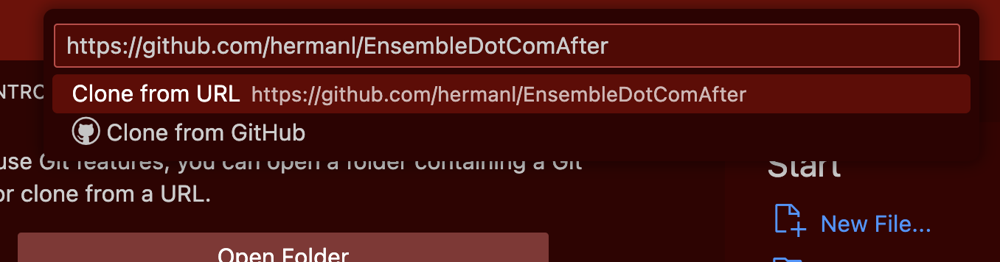 https://github.com/hermanl/EnsembleDotComAfter
Clone from URL https://github.com/hermanl/EnsembleDotComAfter
Clone from GitHub
use Git features, you can open a folder containing a Git
or clone from a URL.
Open Folder
Start
New File...